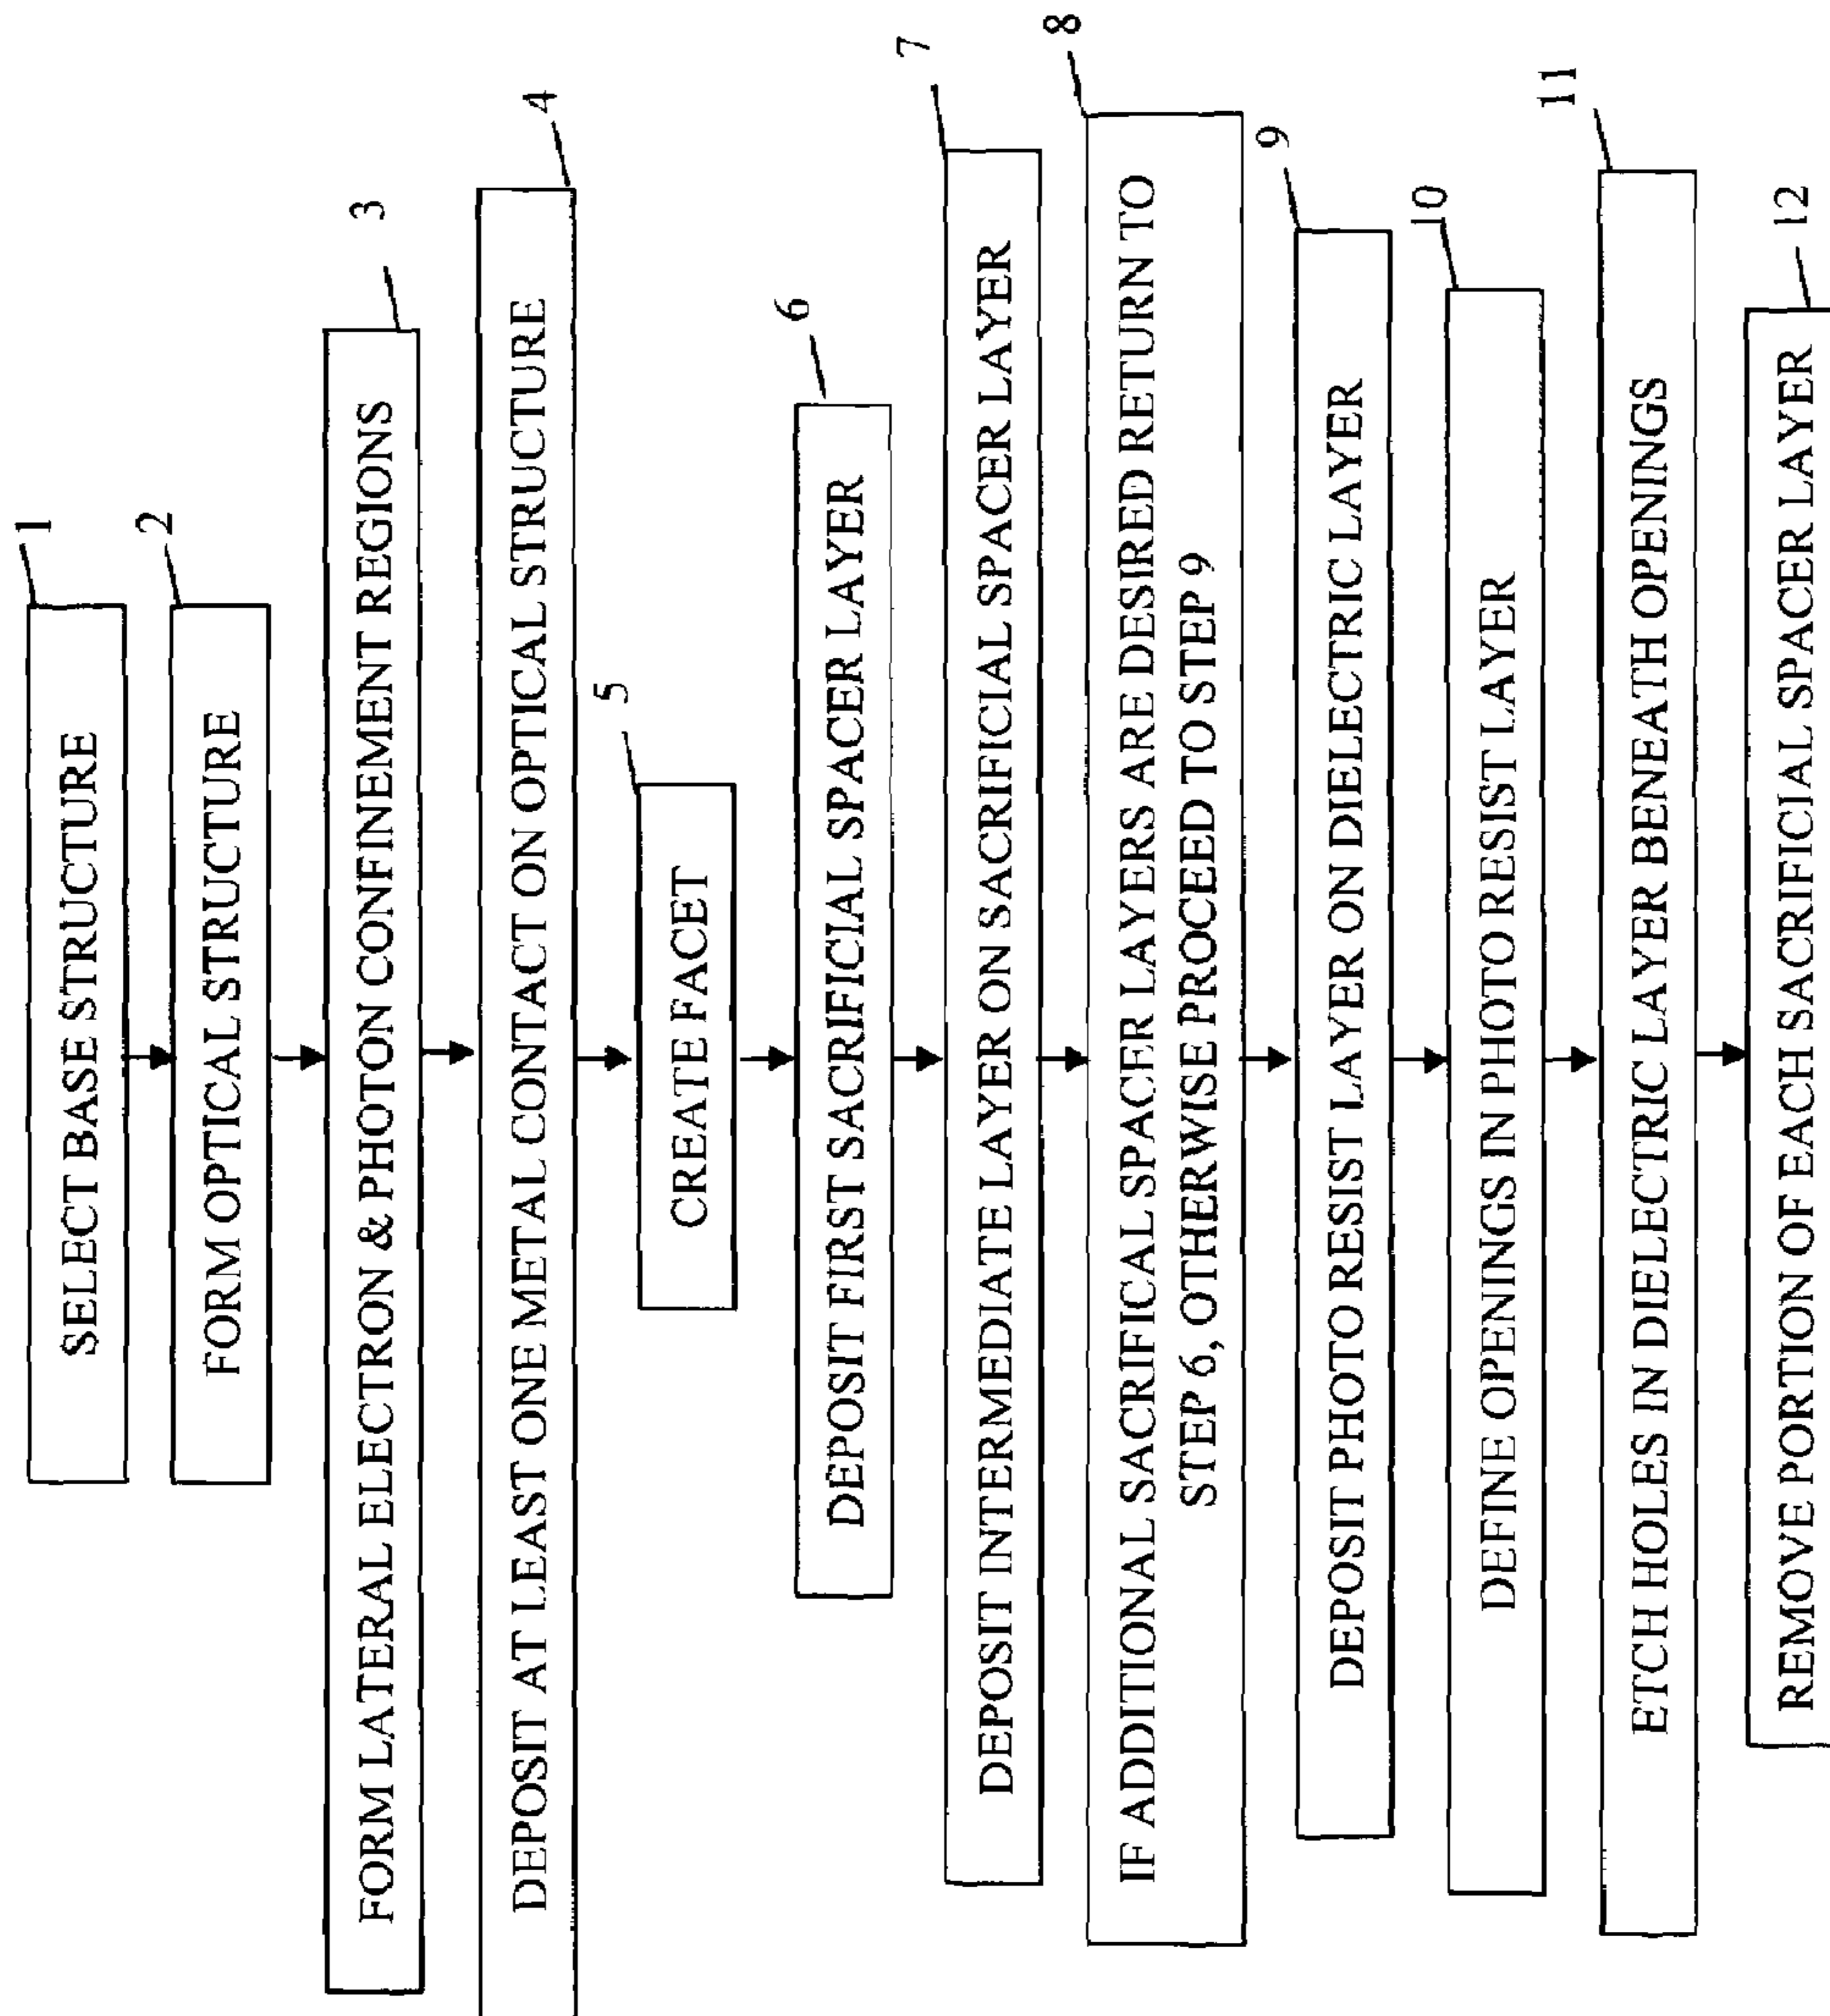 1
SELECT BASE STRUCTURE
2
FORM OPTICAL STRUCTURE
3
FORM LATERAL ELECTRON & PHOTON CONFINEMENT REGIONS
4
DEPOSIT AT LEAST ONE METAL CONTACT ON OPTICAL STRUCTURE
5
CREATE FACET
6
DEPOSIT FIRST SACRIFICIAL SPACER LAYER
7
DEPOSIT INTERMEDIATE LAYER ON SACRIFICIAL SPACER LAYER
8
IF ADDITIONAL SACRIFICAL SPACER LAYERS ARE DESIRED RETURN TO
STEP 6, OTHERWISE PROCEED TO STEP 9
9
DEPOSIT PHOTO RESIST LAYER ON DIELECTRIC LAYER
10
DEFINE OPENINGS IN PHOTO RESIST LAYER
11
ETCH HOLES IN DIELECTRIC LAYER BENEATH OPENINGS
12
REMOVE PORTION OF EACH SACRIFICIAL SPACER LAYER